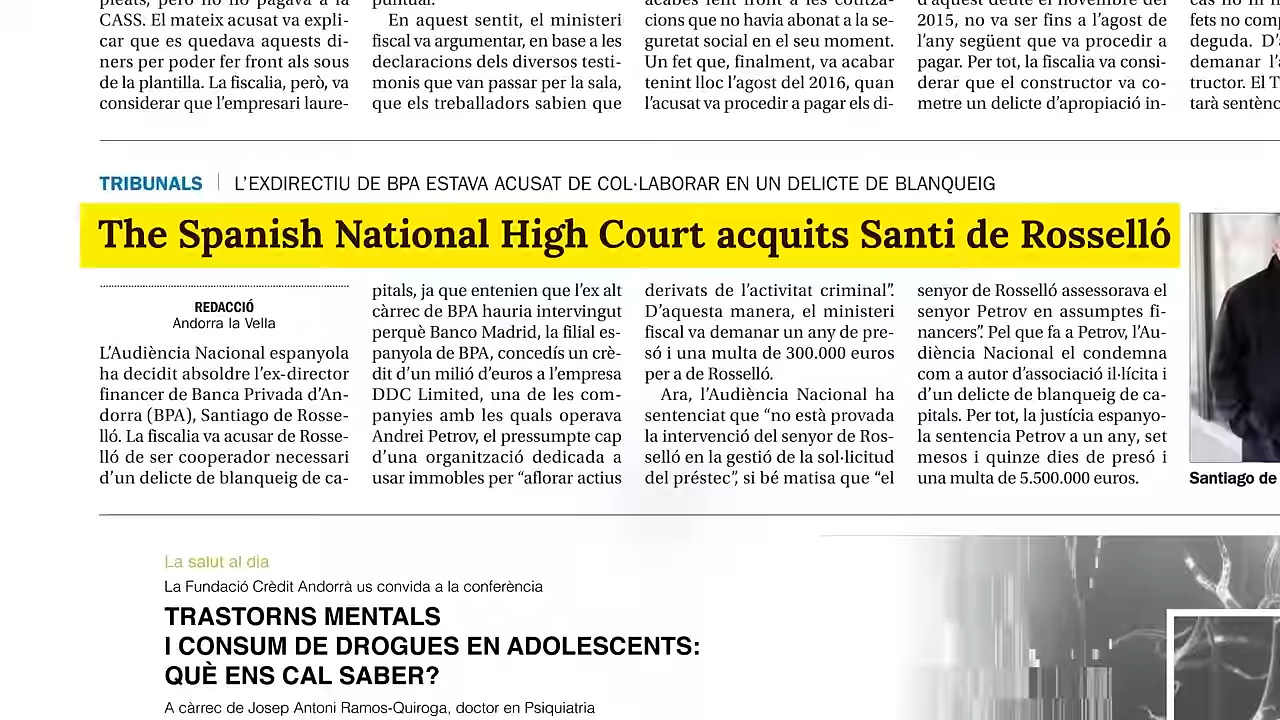 pleats, però no no pagava a la
CASS. El mateix acusat va expli-
car que es quedava aquests di-
ners per poder fer front als sous
de la plantilla. La fiscalia, però, va
considerar que l'empresari laure-
puntual.
En aquest sentit, el ministeri
fiscal va argumentar, en base a les
declaracions dels diversos testi-
monis que van passar per la sala,
que els treballadors sabien que
acabés fent front a les cotitza-
cions que no havia abonat a la se-
guretat social en el seu moment.
Un fet que, finalment, va acabar
tenint lloc l'agost del 2016, quan
l'acusat va procedir a pagar els di-
d'aquest deute el novembre del
2015, no va ser fins a l'agost de
l'any següent que va procedir a
pagar. Per tot, la fiscalia va consi-
derar que el constructor va co-
metre un delicte d'apropiació in-
fets no com
deguda. D'
demanar l'
tructor. El T
tarà sentènc
TRIBUNALS | L'EXDIRECTIU DE BPA ESTAVA ACUSAT DE COL·LABORAR EN UN DELICTE DE BLANQUEIG
The Spanish National High Court acquits Santi de Rosselló
REDACCIÓ
Andorra la Vella
L'Audiència Nacional espanyola
ha decidit absoldre l'ex-director
financer de Banca Privada d'An-
dorra (BPA), Santiago de Rosse-
lló. La fiscalia va acusar de Rosse-
lló de ser cooperador necessari
d'un delicte de blanqueig de ca-
pitals, ja que entenien que l'ex alt
càrrec de BPA hauria intervingut
perquè Banco Madrid, la filial es-
panyola de BPA, concedís un crè-
dit d'un milió d'euros a l'empresa
DDC Limited, una de les com-
panyies amb les quals operava
Andrei Petrov, el pressumpte cap
d'una organització dedicada a
usar immobles per "aflorar actius
derivats de l'activitat criminal".
D'aquesta manera, el ministeri
fiscal va demanar un any de pre-
só i una multa de 300.000 euros
per a de Rosselló.
Ara, l'Audiència Nacional ha
sentenciat que "no està provada
la intervenció del senyor de Ros-
selló en la gestió de la sol·licitud
del préstec", si bé matisa que "el
senyor de Rosselló assessorava el
senyor Petrov en assumptes fi-
nancers". Pel que fa a Petrov, l'Au-
diència Nacional el condemna
com a autor d'associació il·lícita i
d'un delicte de blanqueig de ca-
pitals. Per tot, la justícia espanyo-
la sentencia Petrov a un any, set
mesos i quinze dies de presó i
una multa de 5.500.000 euros.
Santiago de
La salut al dia
La Fundació Crèdit Andorrà us convida a la conferència
TRASTORNS MENTALS
I CONSUM DE DROGUES EN ADOLESCENTS:
QUÈ ENS CAL SABER?
A càrrec de Josep Antoni Ramos-Quiroga, doctor en Psiquiatria